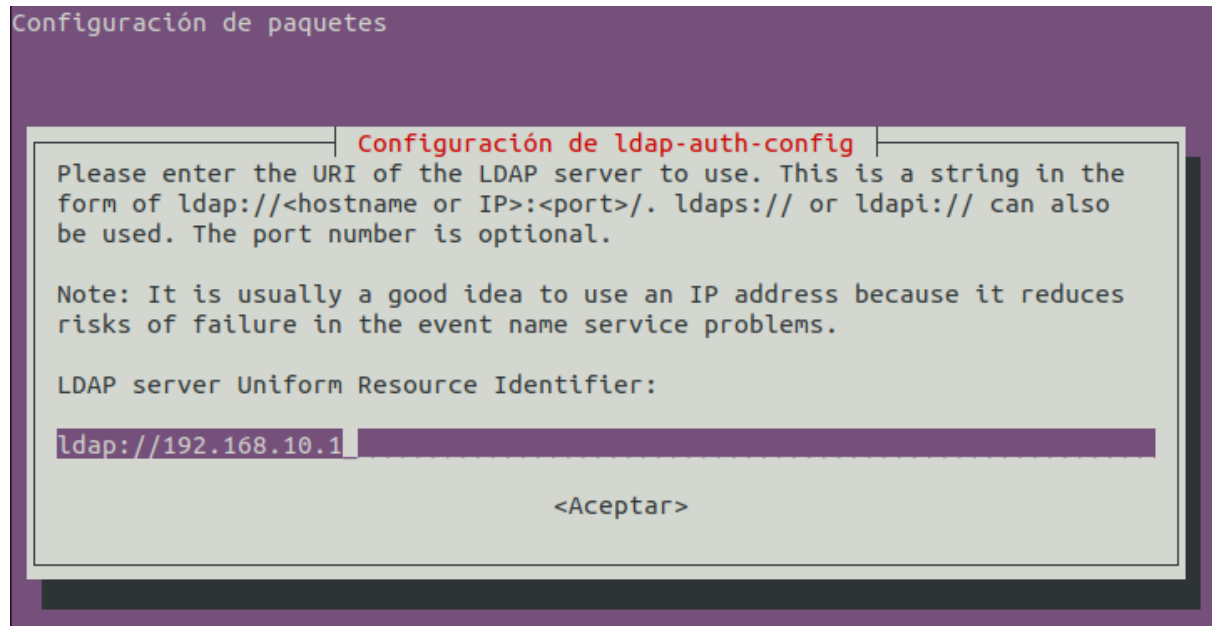 Configuración de paquetes
Configuración de ldap-auth-config
Please enter the URI of the LDAP server to use. This is a string in the
form of ldap://<hostname or IP>:<port>/. ldaps:// or ldapi:// can also
be used. The port number is optional.
Note: It is usually a good idea to use an IP address because it reduces
risks of failure in the event name service problems.
LDAP server Uniform Resource Identifier:
ldap://192.168.10.1
<Aceptar>